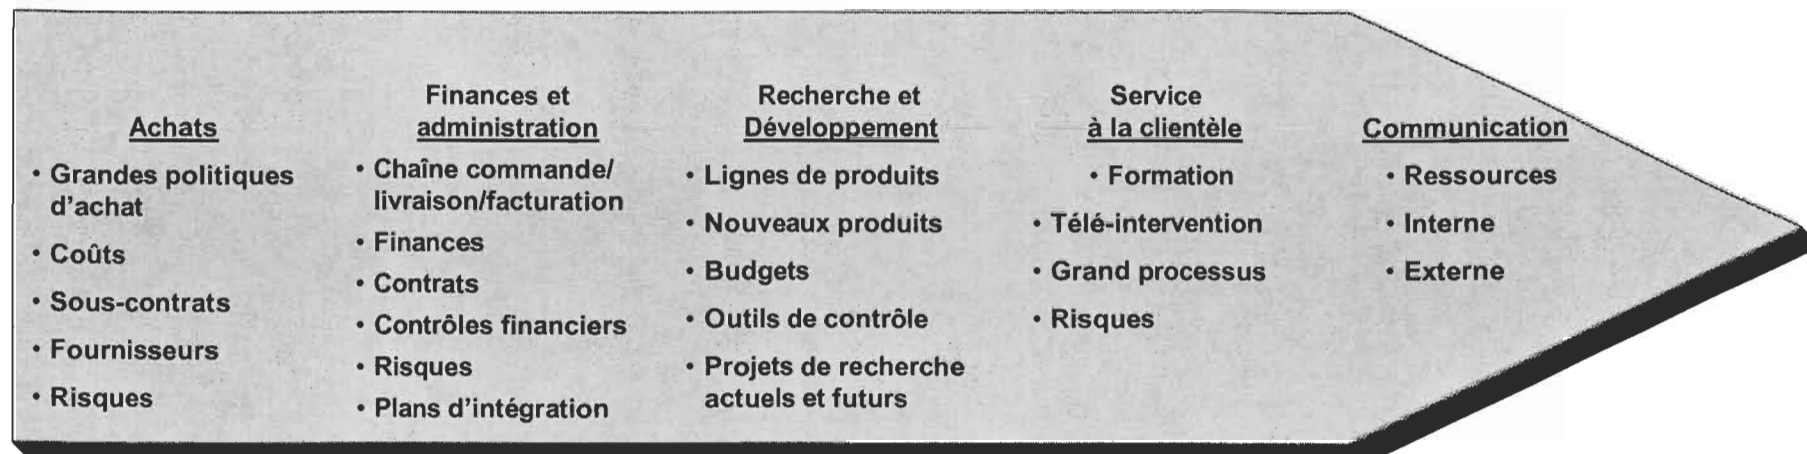 Achats
• Grandes politiques
d'achat
• Coûts
• Sous-contrats
• Fournisseurs
• Risques
Finances et
administration
• Chaîne commande/
livraison/facturation
• Finances
• Contrats
• Contrôles financiers
• Risques
• Plans d'intégration
Recherche et
Développement
• Lignes de produits
• Nouveaux produits
• Budgets
• Outils de contrôle
• Projets de recherche
actuels et futurs
Service
à la clientèle
• Formation
• Télé-intervention
• Grand processus
• Risques
Communication
• Ressources
• Interne
• Externe